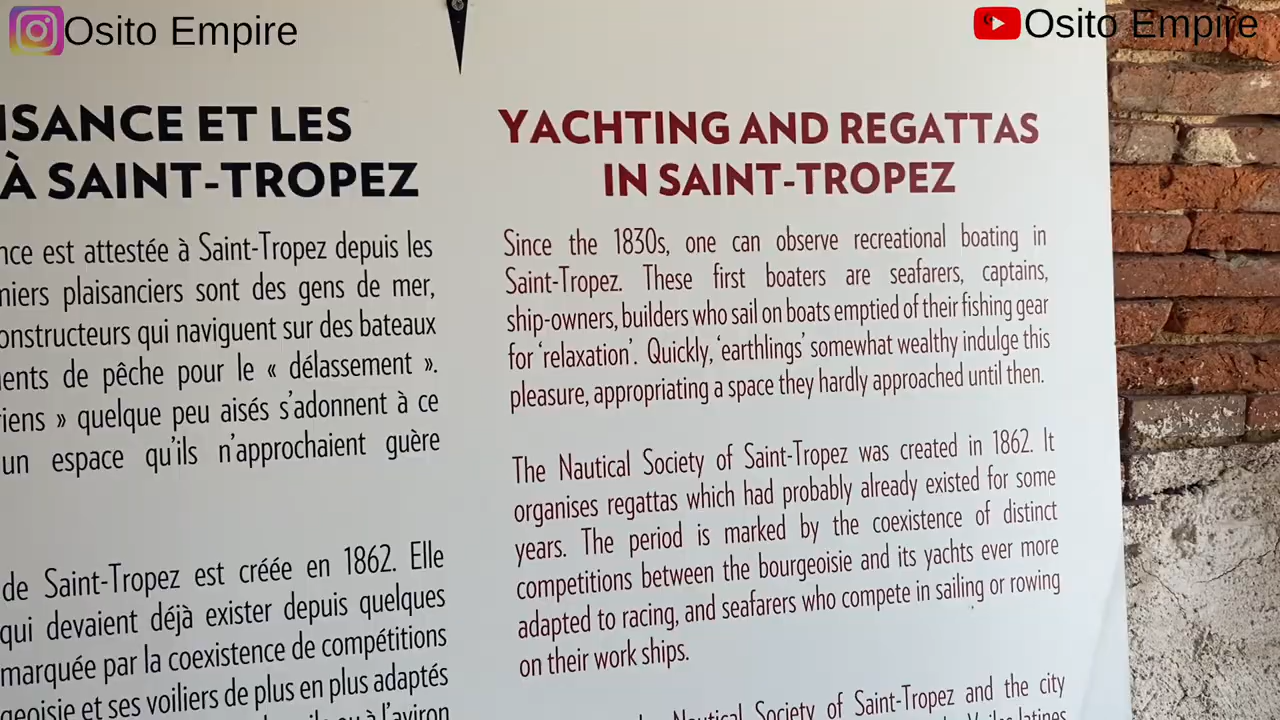 Osito Empire
Osito Empire
ISANCE ET LES
À SAINT-TROPEZ
nce est attestée à Saint-Tropez depuis les
niers plaisanciers sont des gens de mer,
onstructeurs qui naviguent sur des bateaux
ents de pêche pour le « délassement ».
riens » quelque peu aisés s’adonnent à ce
un espace qu’ils n’approchaient guère
de Saint-Tropez est créée en 1862. Elle
qui devaient déjà exister depuis quelques
marquée par la coexistence de compétitions
geoisie et ses voiliers de plus en plus adaptés
ou à l’aviron
YACHTING AND REGATTAS
IN SAINT-TROPEZ
Since the 1830s, one can observe recreational boating in
Saint-Tropez. These first boaters are seafarers, captains,
ship-owners, builders who sail on boats emptied of their fishing gear
for ‘relaxation’. Quickly, ‘earthlings’ somewhat wealthy indulge this
pleasure, appropriating a space they hardly approached until then.
The Nautical Society of Saint-Tropez was created in 1862. It
organises regattas which had probably already existed for some
years. The period is marked by the coexistence of distinct
competitions between the bourgeoisie and its yachts ever more
adapted to racing, and seafarers who compete in sailing or rowing
on their work ships.
Nautical Society of Saint-Tropez and the city
Voiles latines